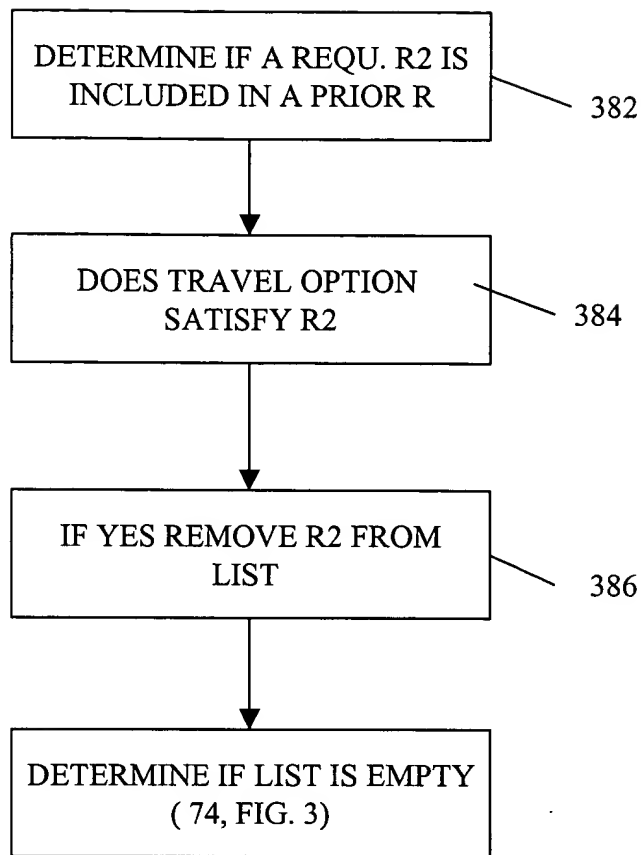 DETERMINE IF A REQU. R2 IS
INCLUDED IN A PRIOR R
382
DOES TRAVEL OPTION
SATISFY R2
384
IF YES REMOVE R2 FROM
LIST
386
DETERMINE IF LIST IS EMPTY
( 74, FIG. 3)